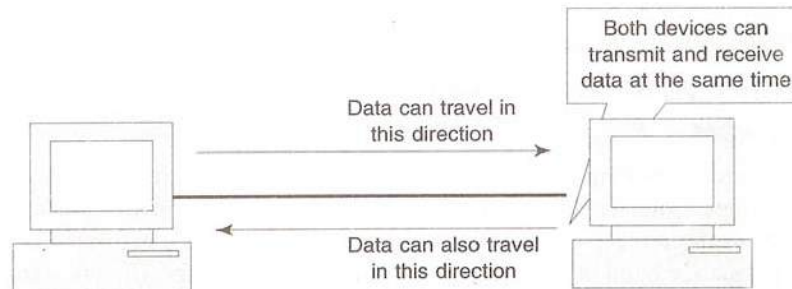 Both devices can
transmit and receive
data at the same time
Data can travel in
this direction
Data can also travel
in this direction